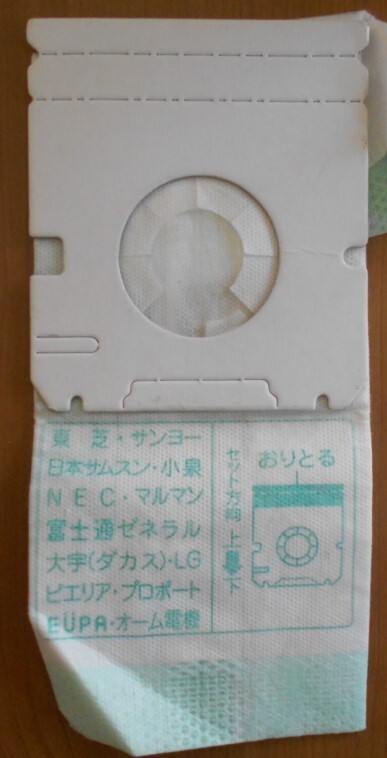 東芝・サンヨー
日本サムスン・小泉
NEC・マルマン
富士通ゼネラル
大宇(ダカス)・LG
ピエリア・プロポート
EUPA・オーム電機
セット方向 上 下
おりとる